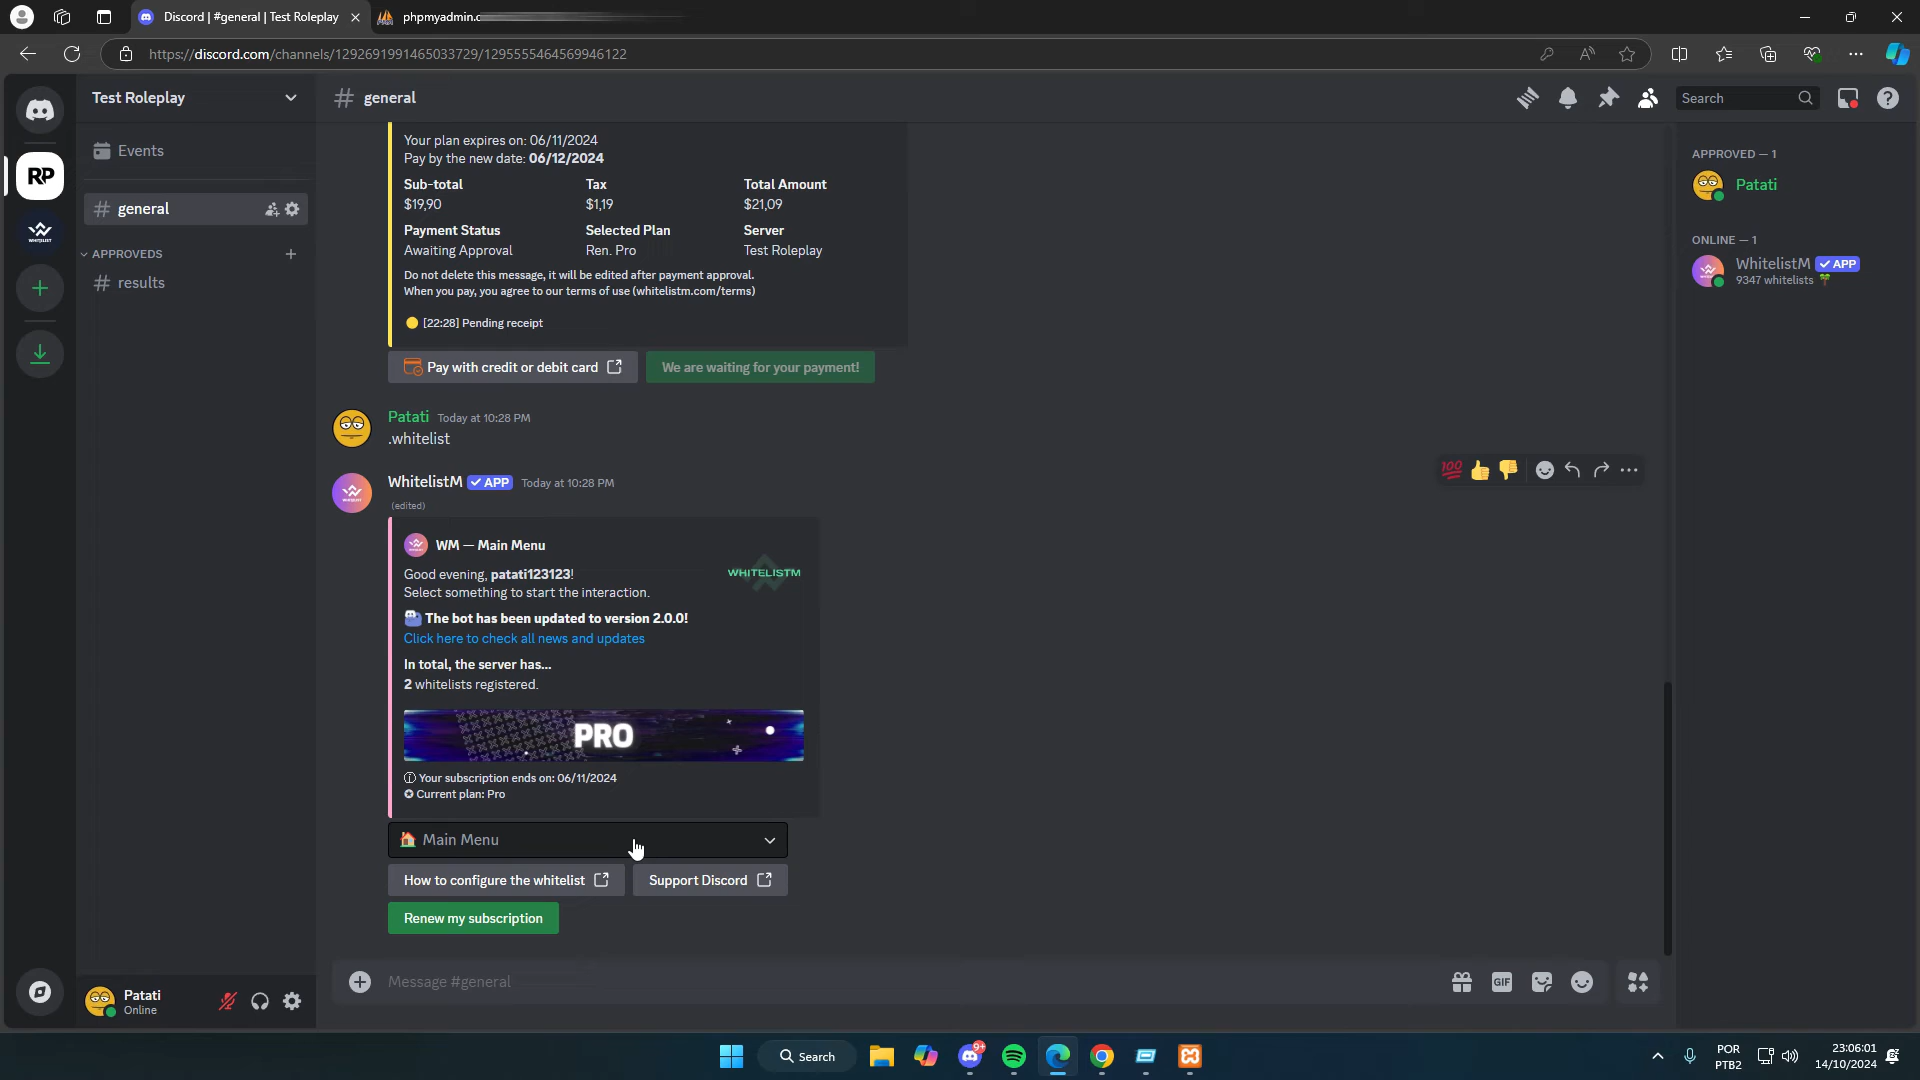 Discord | #general | Test Roleplay
phpmyadmin.c
https://discord.com/channels/1292691991465033729/1295555464569946122
Test Roleplay
general
Search
Events
general
APPROVEDS
results
RP
WHITELIST
Your plan expires on: 06/11/2024
Pay by the new date: 06/12/2024
Sub-total Tax Total Amount
$19,90 $1,19 $21,09
Payment Status Selected Plan Server
Awaiting Approval Ren. Pro Test Roleplay
Do not delete this message, it will be edited after payment approval.
When you pay, you agree to our terms of use (whitelistm.com/terms)
[22:28] Pending receipt
Pay with credit or debit card
We are waiting for your payment!
Patati Today at 10:28 PM
.whitelist
WhitelistM APP Today at 10:28 PM
(edited)
WM — Main Menu
Good evening, patati123123!
Select something to start the interaction.
WHITELISTM
The bot has been updated to version 2.0.0!
Click here to check all news and updates
In total, the server has...
2 whitelists registered.
PRO
Your subscription ends on: 06/11/2024
Current plan: Pro
Main Menu
How to configure the whitelist
Support Discord
Renew my subscription
Message #general
GIF
APPROVED — 1
Patati
ONLINE — 1
WhitelistM APP
9347 whitelists
Patati
Online
Search
9+
POR
PTB2
23:06:01
14/10/2024